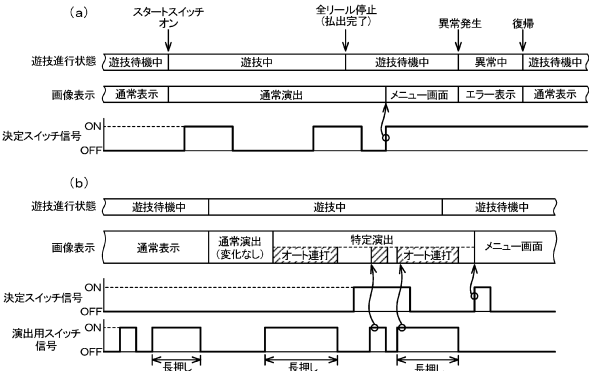 (a)
スタートスイッチ
オン
全リール停止
(払出完了)
異常発生
復帰
遊技進行状態
遊技待機中
遊技中
遊技待機中
異常中
遊技待機中
画像表示
通常表示
通常演出
メニュー画面
エラー表示
通常表示
決定スイッチ信号
ON
OFF
(b)
遊技進行状態
遊技待機中
遊技中
遊技待機中
画像表示
通常表示
通常演出
(変化なし)
特定演出
オート連打
オート連打
メニュー画面
決定スイッチ信号
ON
OFF
演出用スイッチ
信号
ON
OFF
長押し
長押し
長押し